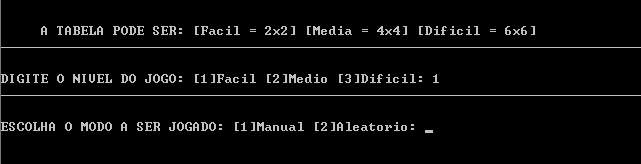 A TABELA PODE SER: [Facil = 2x2] [Media = 4x4] [Dificil = 6x6]
DIGITE O NIVEL DO JOGO: [1]Facil [2]Medio [3]Dificil: 1
ESCOLHA O MODO A SER JOGADO: [1]Manual [2]Aleatorio: _